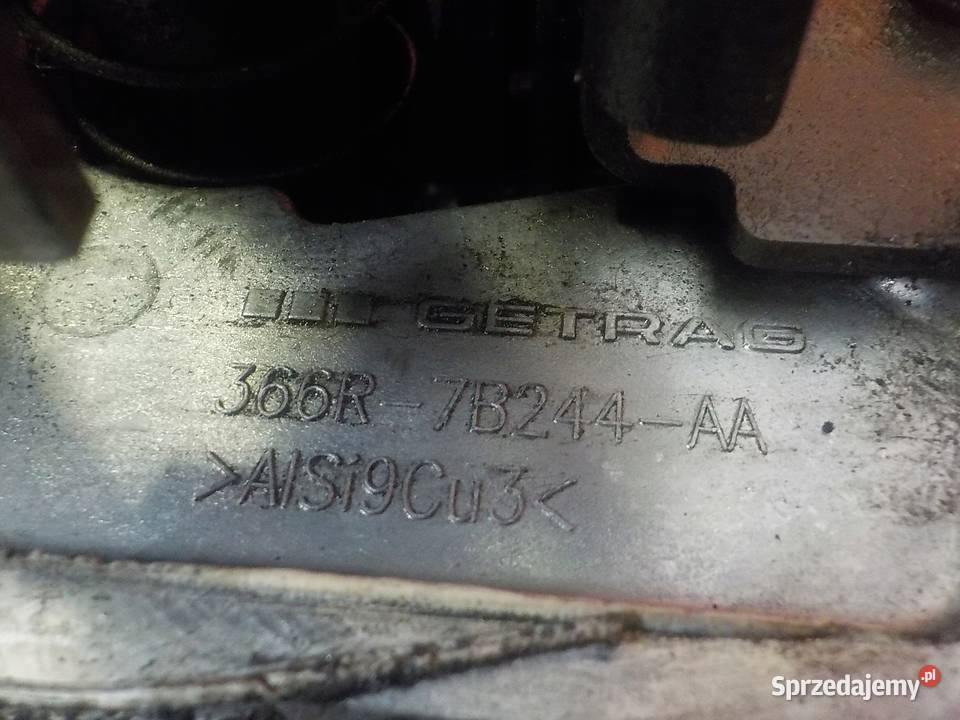 GETRAG
366R-7B244-AA
>AlSi9Cu3<
Sprzedajemy.pl